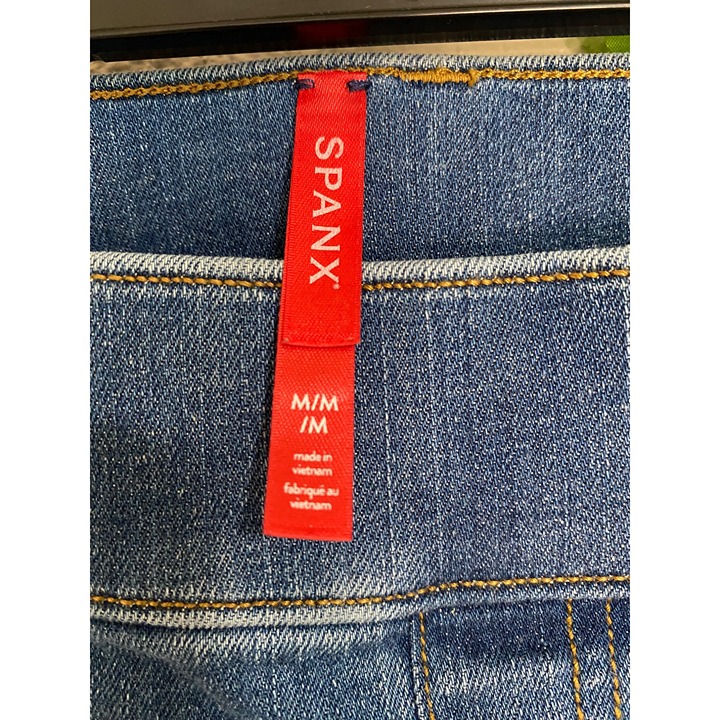 SPANX®
M/M
/M
made in
vietnam
fabriqué au
vietnam